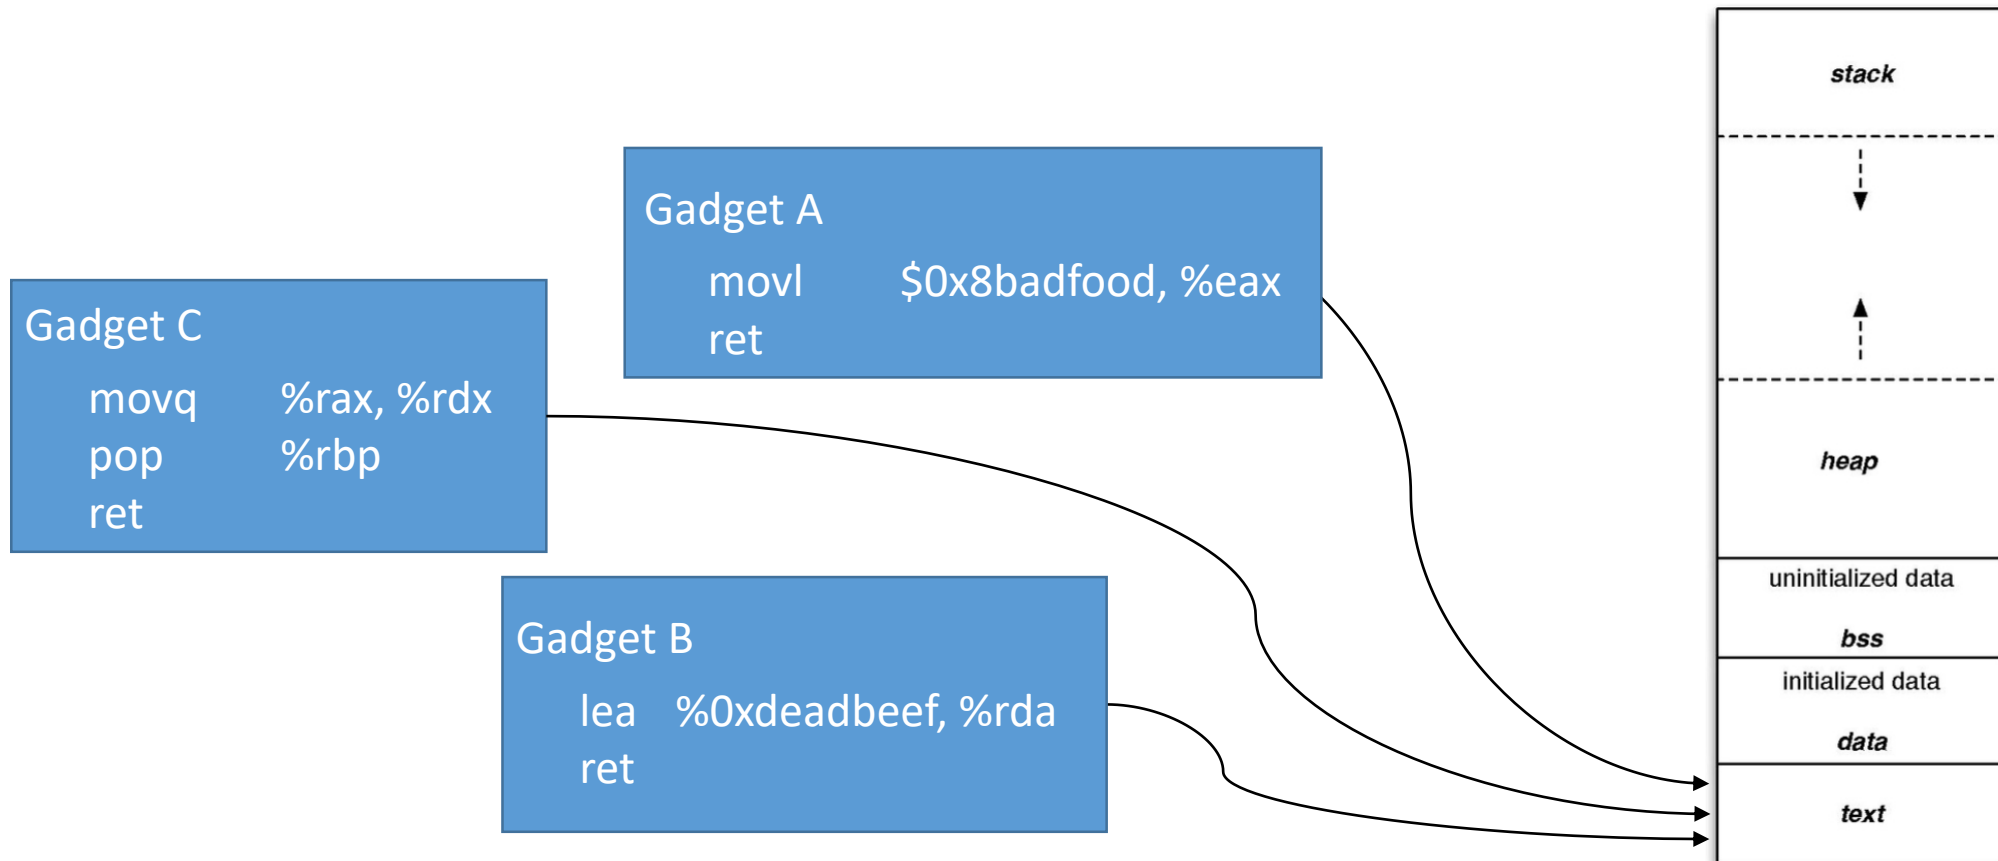 Gadget A
movl $0x8badfood, %eax
ret
Gadget C
movq %rax, %rdx
pop %rbp
ret
Gadget B
lea %0xdeadbeef, %rda
ret
stack
heap
uninitialized data
bss
initialized data
data
text